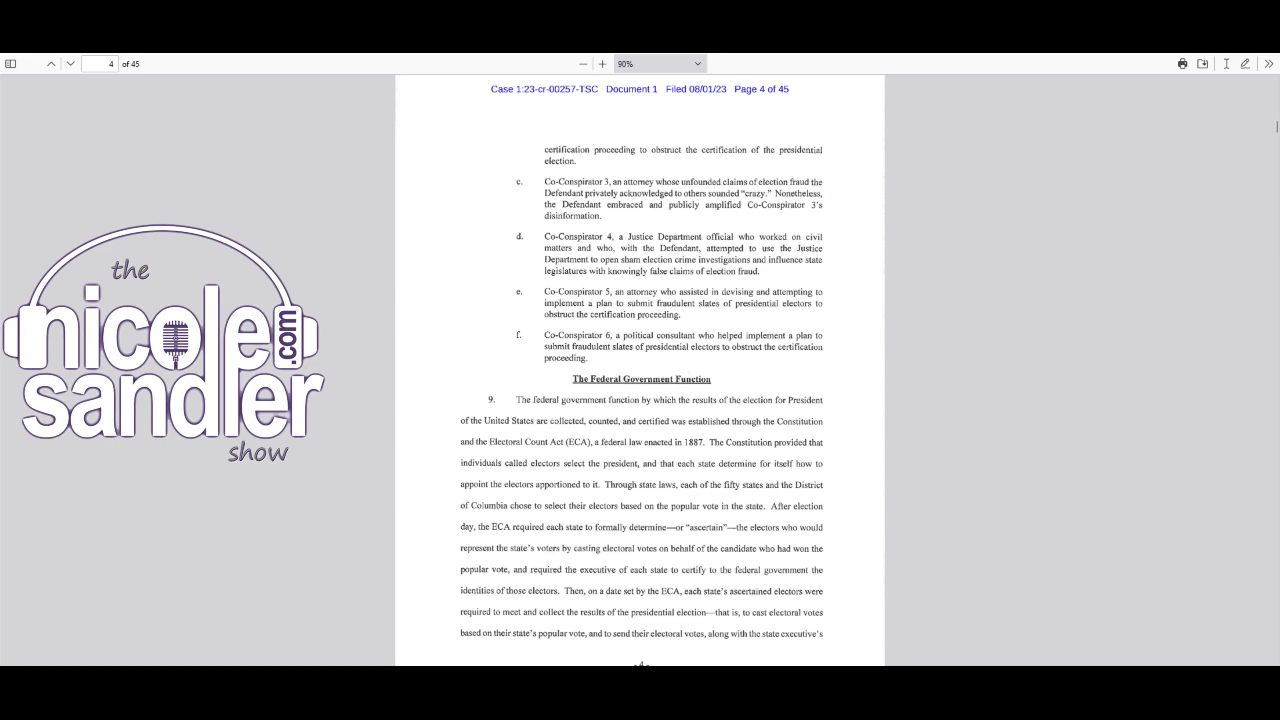 4 of 45 90%
Case 1:23-cr-00257-TSC Document 1 Filed 08/01/23 Page 4 of 45
certification proceeding to obstruct the certification of the presidential
election.
c. Co-Conspirator 3, an attorney whose unfounded claims of election fraud the
Defendant privately acknowledged to others sounded “crazy.” Nonetheless,
the Defendant embraced and publicly amplified Co-Conspirator 3’s
disinformation.
d. Co-Conspirator 4, a Justice Department official who worked on civil
matters and who, with the Defendant, attempted to use the Justice
Department to open sham election crime investigations and influence state
legislatures with knowingly false claims of election fraud.
e. Co-Conspirator 5, an attorney who assisted in devising and attempting to
implement a plan to submit fraudulent slates of presidential electors to
obstruct the certification proceeding.
f. Co-Conspirator 6, a political consultant who helped implement a plan to
submit fraudulent slates of presidential electors to obstruct the certification
proceeding.
The Federal Government Function
9. The federal government function by which the results of the election for President
of the United States are collected, counted, and certified was established through the Constitution
and the Electoral Count Act (ECA), a federal law enacted in 1887. The Constitution provided that
individuals called electors select the president, and that each state determine for itself how to
appoint the electors apportioned to it. Through state laws, each of the fifty states and the District
of Columbia chose to select their electors based on the popular vote in the state. After election
day, the ECA required each state to formally determine—or “ascertain”—the electors who would
represent the state’s voters by casting electoral votes on behalf of the candidate who had won the
popular vote, and required the executive of each state to certify to the federal government the
identities of those electors. Then, on a date set by the ECA, each state’s ascertained electors were
required to meet and collect the results of the presidential election—that is, to cast electoral votes
based on their state’s popular vote, and to send their electoral votes, along with the state executive’s
- 4 -
the
nicole
.com
sandler
show